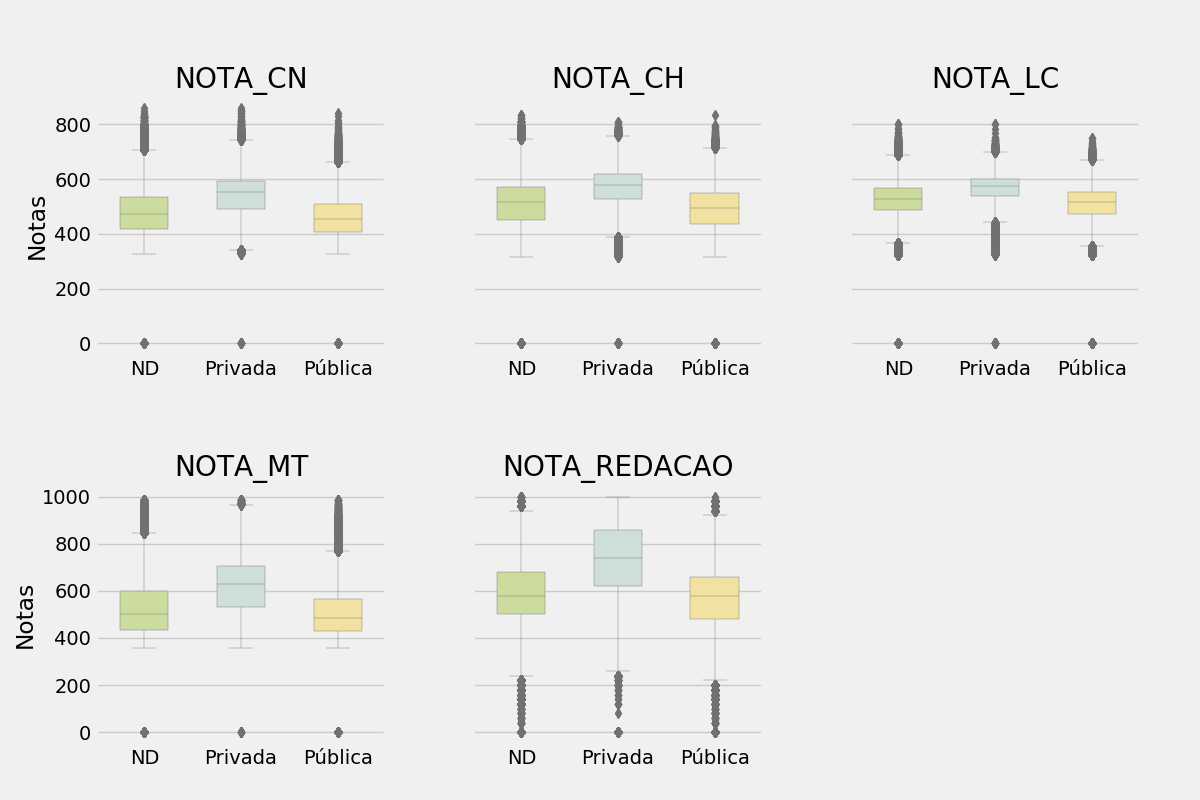 NOTA_CN NOTA_CH NOTA_LC
Notas
800
600
400
200
0
ND Privada Pública ND Privada Pública ND Privada Pública
NOTA_MT NOTA_REDACAO
Notas
1000
800
600
400
200
0
ND Privada Pública ND Privada Pública